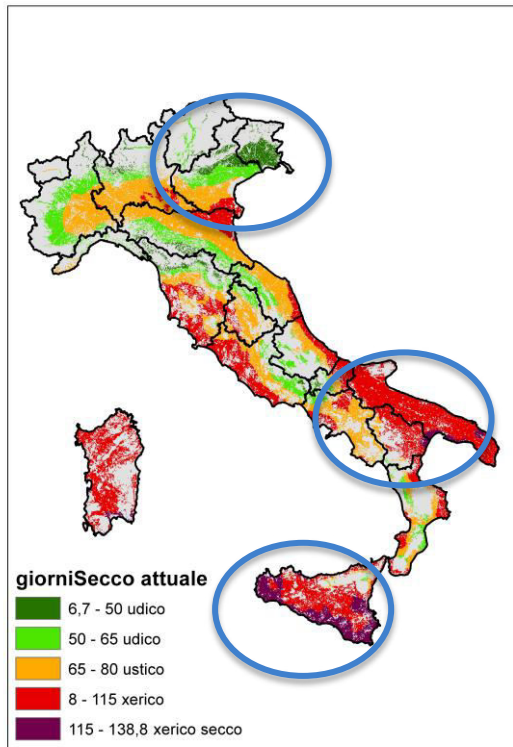 giorniSecco attuale
6,7 - 50 udico
50 - 65 udico
65 - 80 ustico
8 - 115 xerico
115 - 138,8 xerico secco